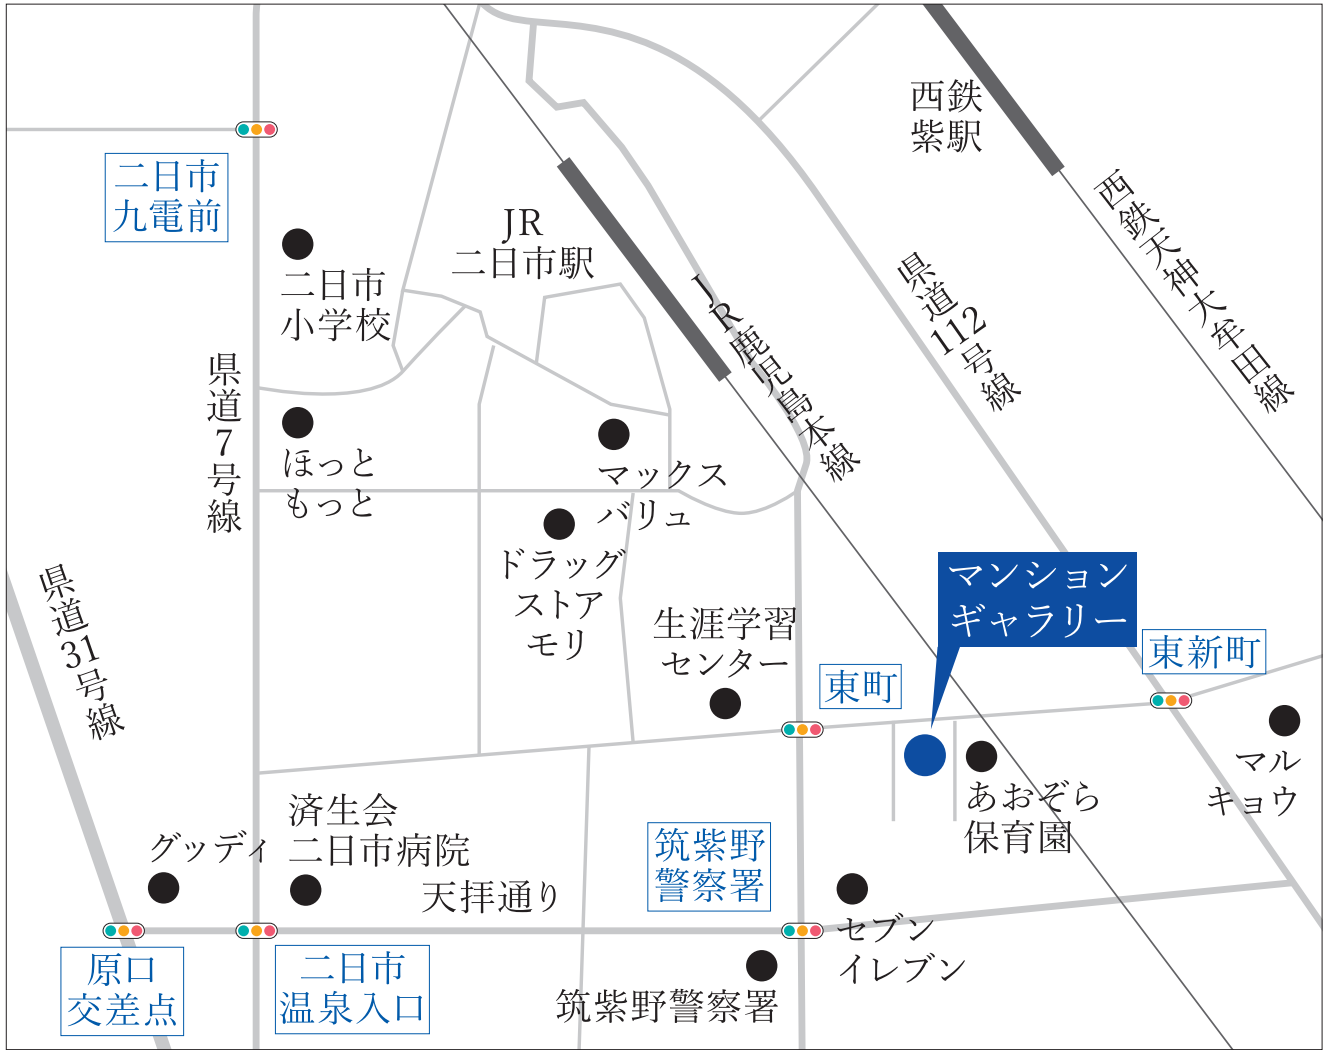 西鉄
紫駅
二日市
九電前
西鉄天神大牟田線
JR
二日市駅
二日市
小学校
県道112号線
JR鹿児島本線
県道7号線
ほっと
もっと
マックス
バリュ
ドラッグ
ストア
モリ
県道31号線
マンション
ギャラリー
生涯学習
センター
東新町
東町
マル
キョウ
あおぞら
保育園
済生会
二日市病院
グッディ
天拝通り
筑紫野
警察署
セブン
イレブン
原口
交差点
二日市
温泉入口
筑紫野警察署